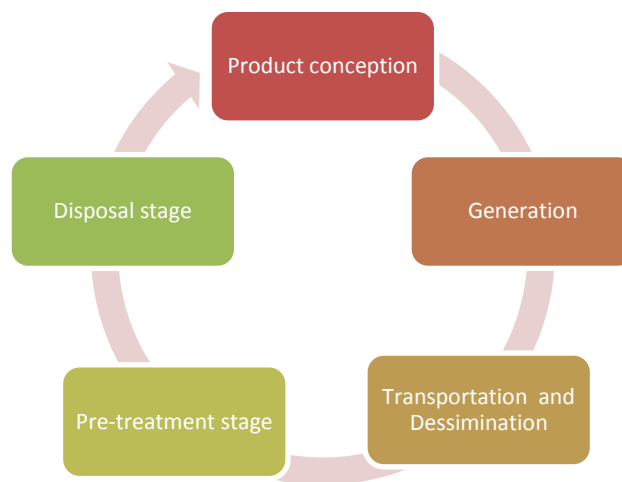 Product conception
Generation
Transportation and
Dessimination
Pre-treatment stage
Disposal stage